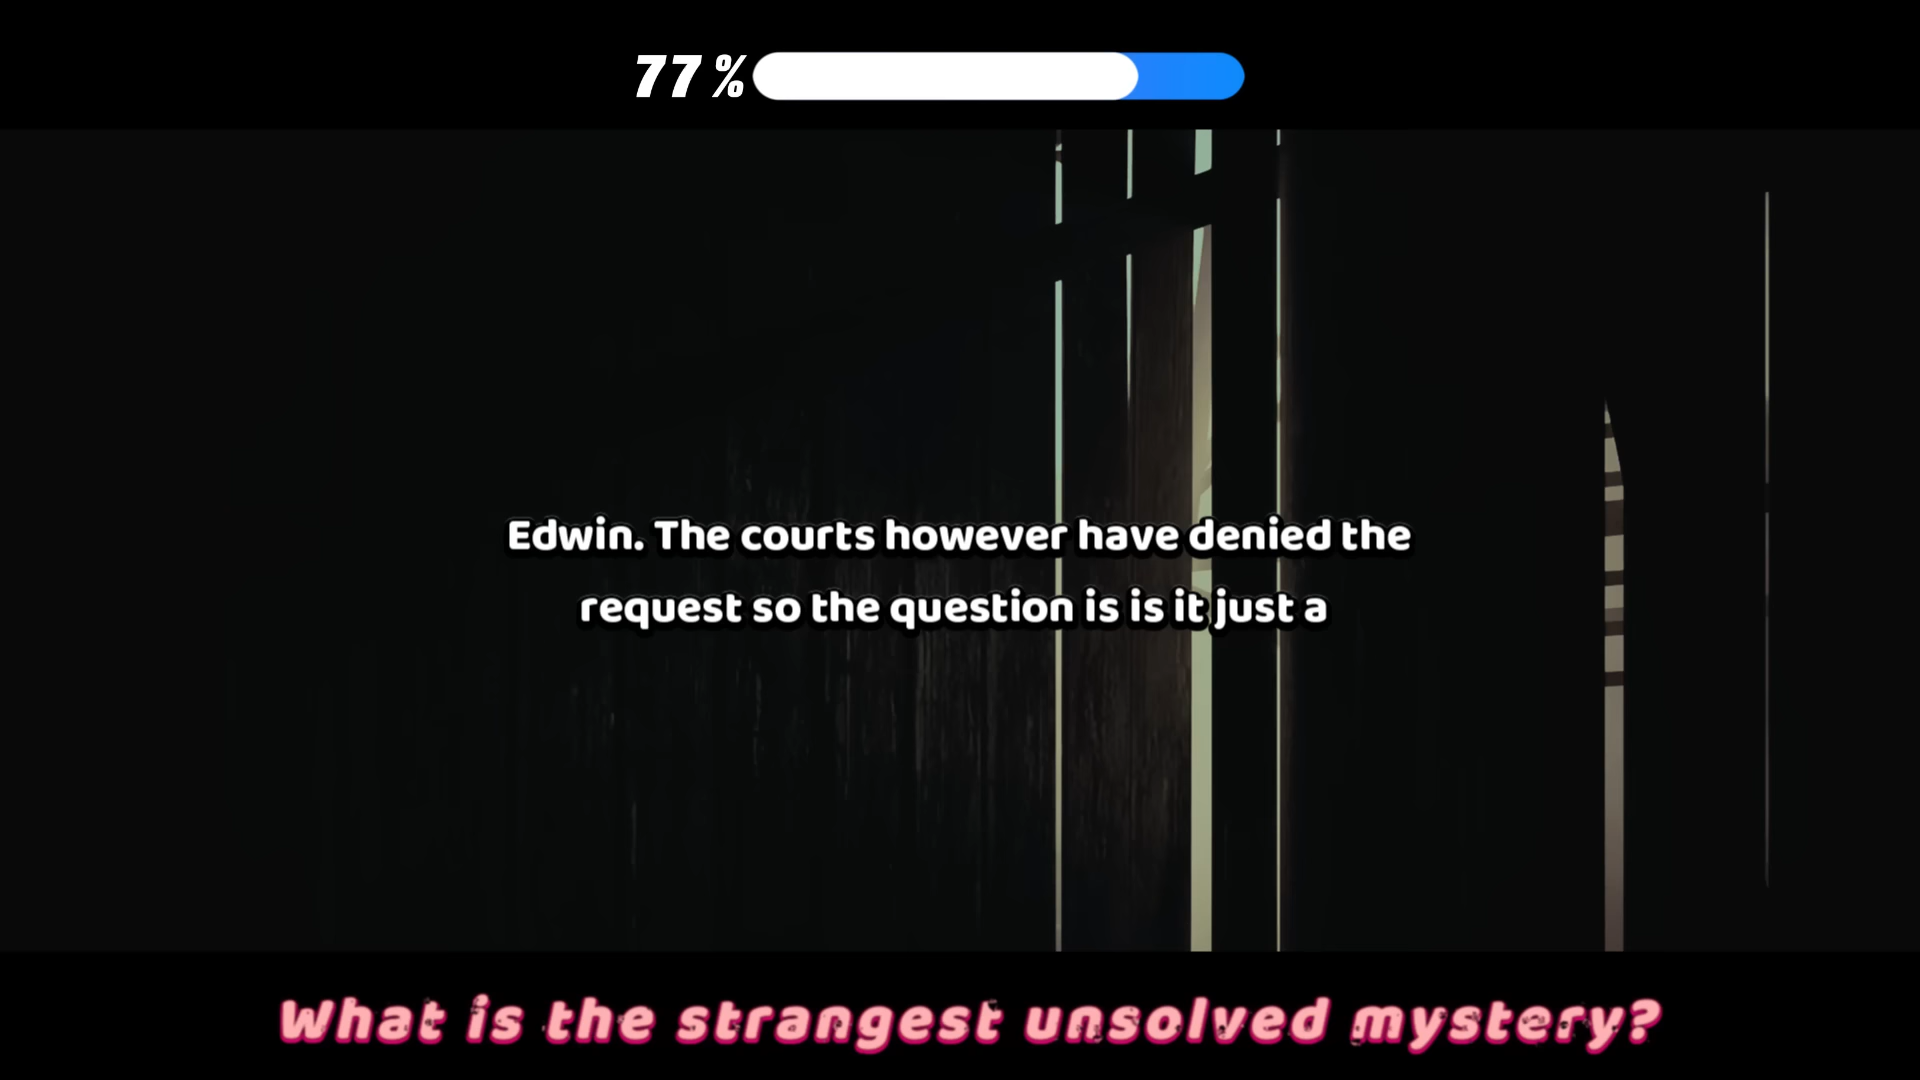 77%
Edwin. The courts however have denied the
request so the question is is it just a
What is the strangest unsolved mystery?